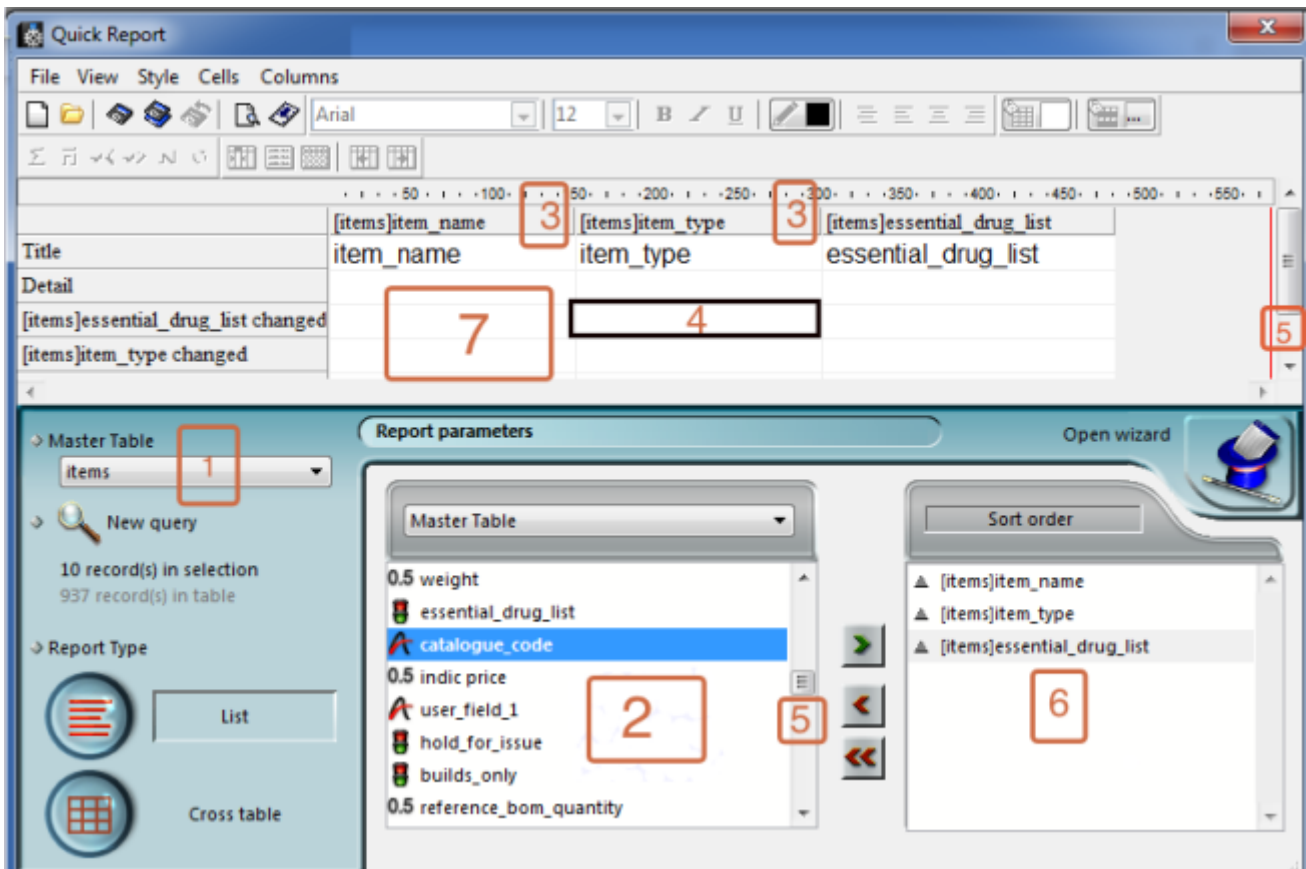 Quick Report
x
File View Style Cells Columns
Arial 12 B I U ...
Σ N
50 100 50 200 250 300 350 400 450 500 550
[items]item_name 3 [items]item_type 3 [items]essential_drug_list
Title item_name item_type essential_drug_list
Detail
[items]essential_drug_list changed 7 4 5
[items]item_type changed
Master Table
items 1
New query
10 record(s) in selection
937 record(s) in table
Report Type
List
Cross table
Report parameters
Open wizard
Master Table
0.5 weight
essential_drug_list
catalogue_code
0.5 indic price
user_field_1
hold_for_issue
builds_only
0.5 reference_bom_quantity
2
5
Sort order
[items]item_name
[items]item_type
[items]essential_drug_list
6